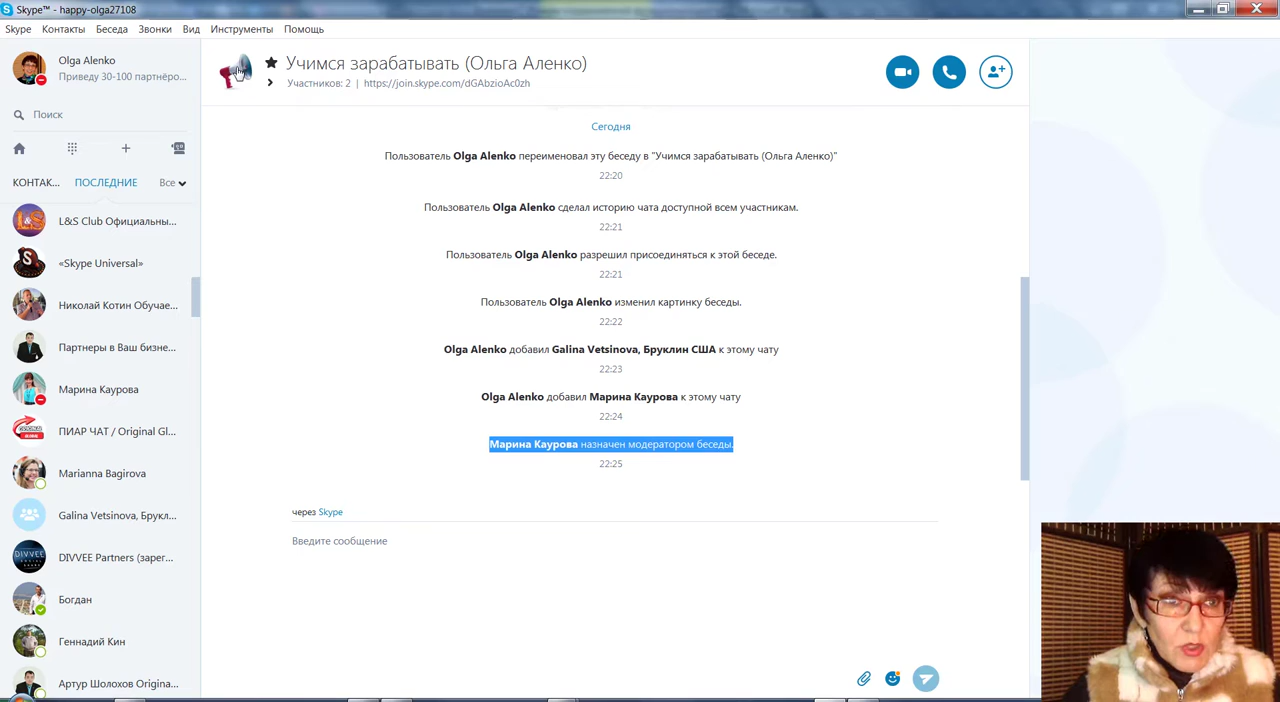 Skype™ - happy-olga27108
Skype Контакты Беседа Звонки Вид Инструменты Помощь
Olga Alenko
Приведу 30-100 партнёро...
Поиск
КОНТАК... ПОСЛЕДНИЕ Все
L&S Club Официальны...
«Skype Universal»
Николай Котин Обучае...
Партнеры в Ваш бизне...
Марина Каурова
ПИАР ЧАТ / Original Gl...
Marianna Bagirova
Galina Vetsinova, Брукл...
DIVVEE Partners (зарег...
Богдан
Геннадий Кин
Артур Шолохов Origina...
Учимся зарабатывать (Ольга Аленко)
Участников: 2 | https://join.skype.com/dGAbzioAc0zh
Сегодня
Пользователь Olga Alenko переименовал эту беседу в "Учимся зарабатывать (Ольга Аленко)"
22:20
Пользователь Olga Alenko сделал историю чата доступной всем участникам.
22:21
Пользователь Olga Alenko разрешил присоединяться к этой беседе.
22:21
Пользователь Olga Alenko изменил картинку беседы.
22:22
Olga Alenko добавил Galina Vetsinova, Бруклин США к этому чату
22:23
Olga Alenko добавил Марина Каурова к этому чату
22:24
Марина Каурова назначен модератором беседы.
22:25
через Skype
Введите сообщение